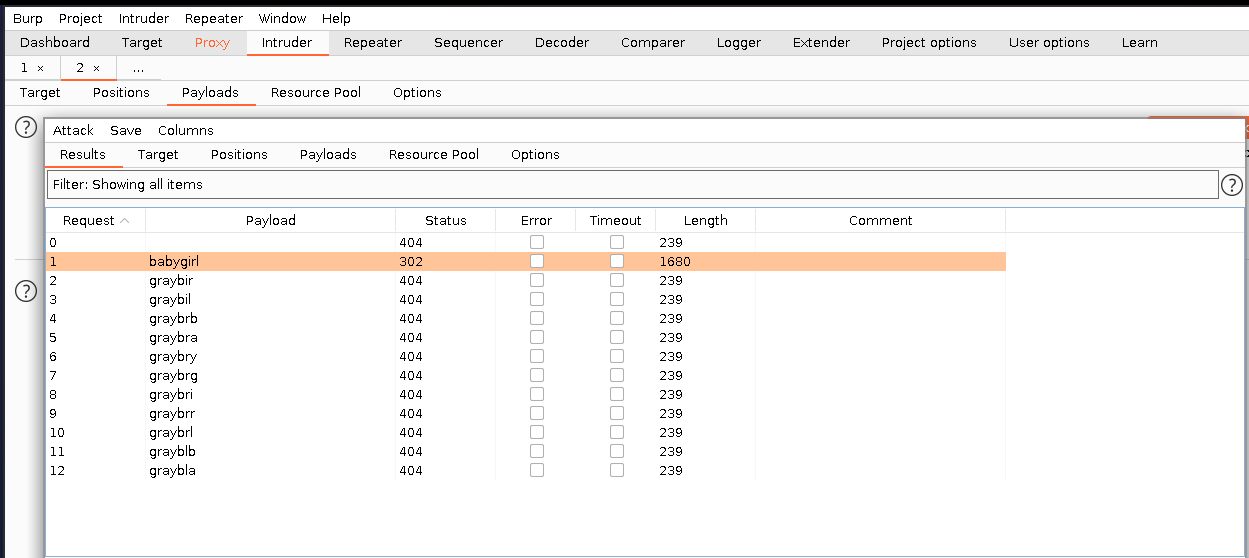 Burp Project Intruder Repeater Window Help
Dashboard Target Proxy Intruder Repeater Sequencer Decoder Comparer Logger Extender Project options User options Learn
1 × 2 × ...
Target Positions Payloads Resource Pool Options
? Attack Save Columns
Results Target Positions Payloads Resource Pool Options
Filter: Showing all items ?
Request Payload Status Error Timeout Length Comment
0 404 239
1 babygirl 302 1680
2 graybir 404 239
? 3 graybil 404 239
4 graybrb 404 239
5 graybra 404 239
6 graybry 404 239
7 graybrg 404 239
8 graybri 404 239
9 graybrr 404 239
10 graybrl 404 239
11 grayblb 404 239
12 graybla 404 239